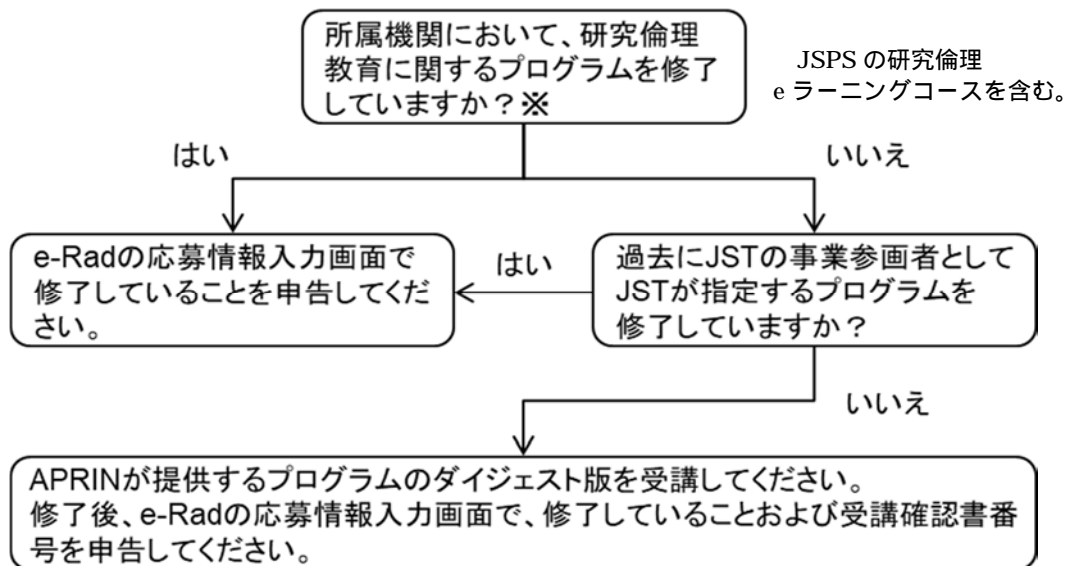 所属機関において、研究倫理
教育に関するプログラムを修了
していますか？※
JSPS の研究倫理
e ラーニングコースを含む。
はい
いいえ
e-Radの応募情報入力画面で
修了していることを申告してくだ
さい。
はい
過去にJSTの事業参画者として
JSTが指定するプログラムを
修了していますか？
いいえ
APRINが提供するプログラムのダイジェスト版を受講してください。
修了後、e-Radの応募情報入力画面で、修了していることおよび受講確認書番
号を申告してください。